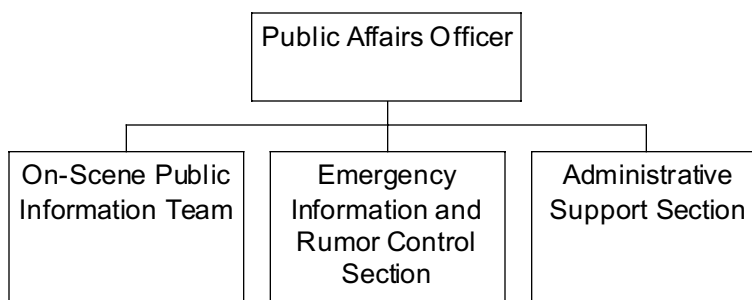 Public Affairs Officer
On-Scene Public
Information Team
Emergency
Information and
Rumor Control
Section
Administrative
Support Section